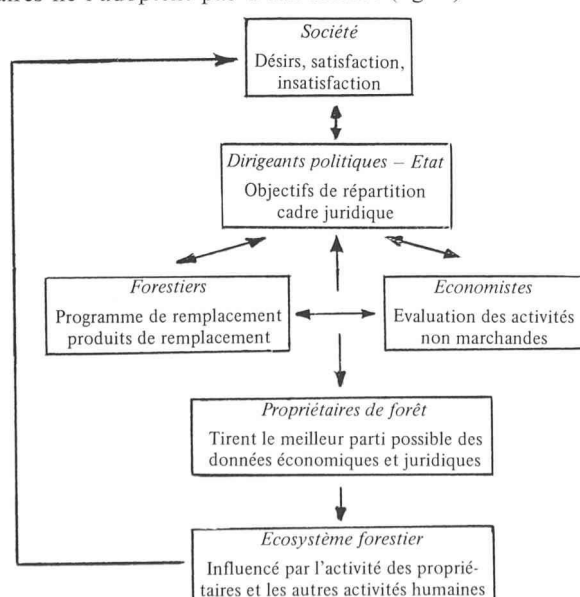 Société
Désirs, satisfaction,
insatisfaction
Dirigeants politiques – Etat
Objectifs de répartition
cadre juridique
Forestiers
Programme de remplacement
produits de remplacement
Economistes
Evaluation des activités
non marchandes
Propriétaires de forêt
Tirent le meilleur parti possible des
données économiques et juridiques
Ecosystème forestier
Influencé par l'activité des proprié-
taires et les autres activités humaines